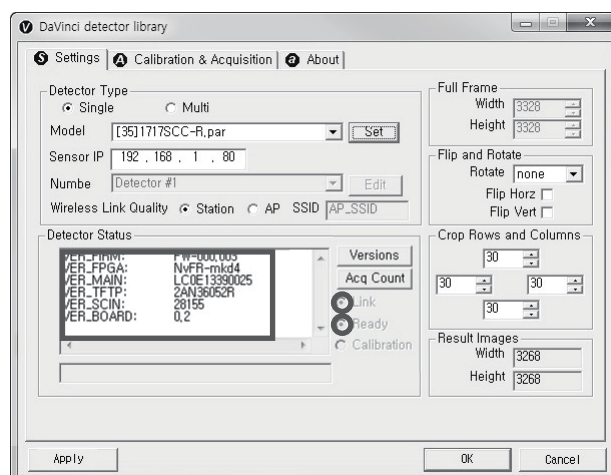 DaVinci detector library
Settings
Calibration & Acquisition
About
Detector Type
Single
Multi
Model
[35]1717SCC-R,par
Set
Sensor IP
192 . 168 . 1 . 80
Numbe
Detector #1
Edit
Wireless Link Quality
Station
AP
SSID
AP_SSID
Detector Status
VER_FIRM: FW-000,003
VER_FPGA: NvFR-mkd4
VER_MAIN: LC0E13390025
VER_TFTP: 2AN36052R
VER_SCIN: 28155
VER_BOARD: 0,2
Versions
Acq Count
Link
Ready
Calibration
Full Frame
Width 3328
Height 3328
Flip and Rotate
Rotate none
Flip Horz
Flip Vert
Crop Rows and Columns
30
30 30
30
Result Images
Width 3268
Height 3268
Apply
OK
Cancel